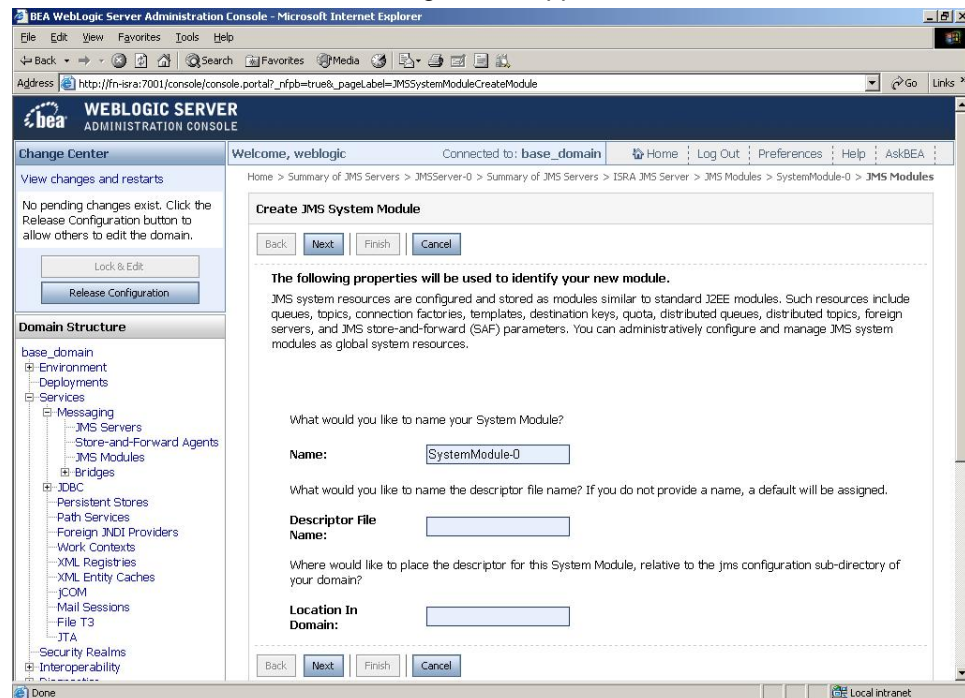 BEA WebLogic Server Administration Console - Microsoft Internet Explorer
File Edit View Favorites Tools Help
Back Search Favorites Media
Address http://fn-isra:7001/console/console.portal?_nfpb=true&_pageLabel=JMSSystemModuleCreateModule Go Links
bea WEBLOGIC SERVER
ADMINISTRATION CONSOLE
Change Center
Welcome, weblogic Connected to: base_domain Home Log Out Preferences Help AskBEA
View changes and restarts
No pending changes exist. Click the
Release Configuration button to
allow others to edit the domain.
Lock & Edit
Release Configuration
Domain Structure
base_domain
Environment
Deployments
Services
Messaging
JMS Servers
Store-and-Forward Agents
JMS Modules
Bridges
JDBC
Persistent Stores
Path Services
Foreign JNDI Providers
Work Contexts
XML Registries
XML Entity Caches
jCOM
Mail Sessions
File T3
JTA
Security Realms
Interoperability
Home > Summary of JMS Servers > JMSServer-0 > Summary of JMS Servers > ISRA JMS Server > JMS Modules > SystemModule-0 > JMS Modules
Create JMS System Module
Back Next Finish Cancel
The following properties will be used to identify your new module.
JMS system resources are configured and stored as modules similar to standard J2EE modules. Such resources include
queues, topics, connection factories, templates, destination keys, quota, distributed queues, distributed topics, foreign
servers, and JMS store-and-forward (SAF) parameters. You can administratively configure and manage JMS system
modules as global system resources.
What would you like to name your System Module?
Name: SystemModule-0
What would you like to name the descriptor file name? If you do not provide a name, a default will be assigned.
Descriptor File
Name:
Where would like to place the descriptor for this System Module, relative to the jms configuration sub-directory of
your domain?
Location In
Domain:
Back Next Finish Cancel
Done Local intranet